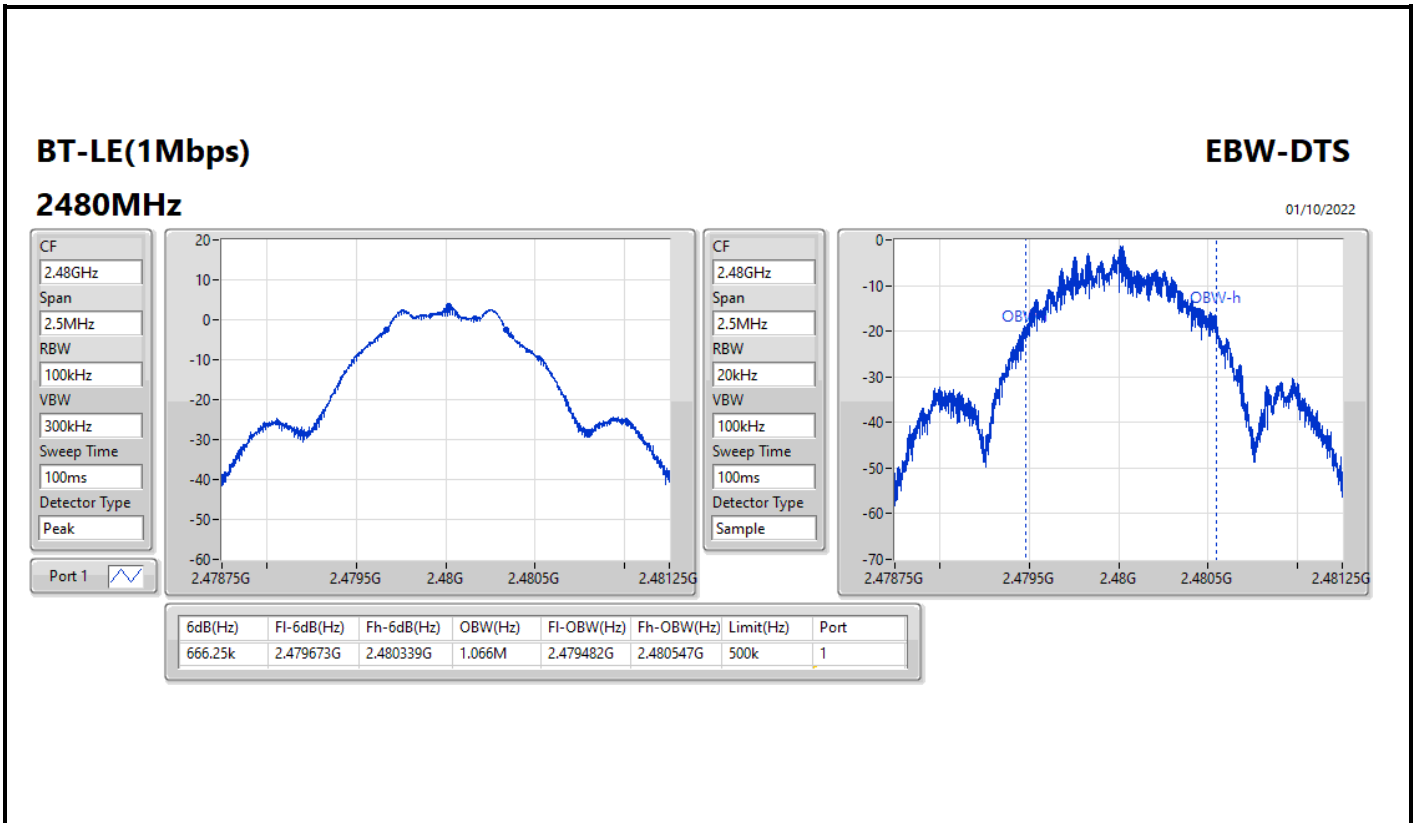 BT-LE(1Mbps)
EBW-DTS
2480MHz
01/10/2022
CF
2.48GHz
Span
2.5MHz
RBW
100kHz
VBW
300kHz
Sweep Time
100ms
Detector Type
Peak
Port 1
20
10
0
-10
-20
-30
-40
-50
-60
2.47875G 2.4795G 2.48G 2.4805G 2.48125G
CF
2.48GHz
Span
2.5MHz
RBW
20kHz
VBW
100kHz
Sweep Time
100ms
Detector Type
Sample
0
-10
-20
-30
-40
-50
-60
-70
OBW-h
2.47875G 2.4795G 2.48G 2.4805G 2.48125G
6dB(Hz) Fl-6dB(Hz) Fh-6dB(Hz) OBW(Hz) Fl-OBW(Hz) Fh-OBW(Hz) Limit(Hz) Port
666.25k 2.479673G 2.480339G 1.066M 2.479482G 2.480547G 500k 1